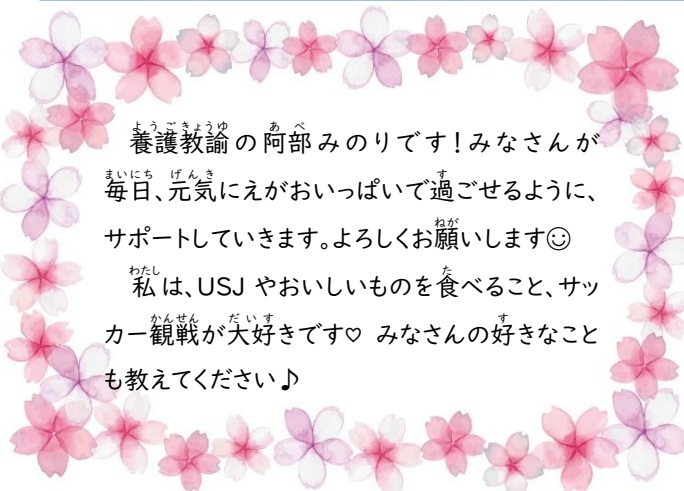 養護教諭の阿部みのりです!みなさんが
毎日、元気にえがおいっぱいで過ごせるように、
サポートしていきます。よろしくお願いします☺
私は、USJ やおいしいものを食べること、サッ
カー観戦が大好きです♡ みなさんの好きなこと
も教えてください♪